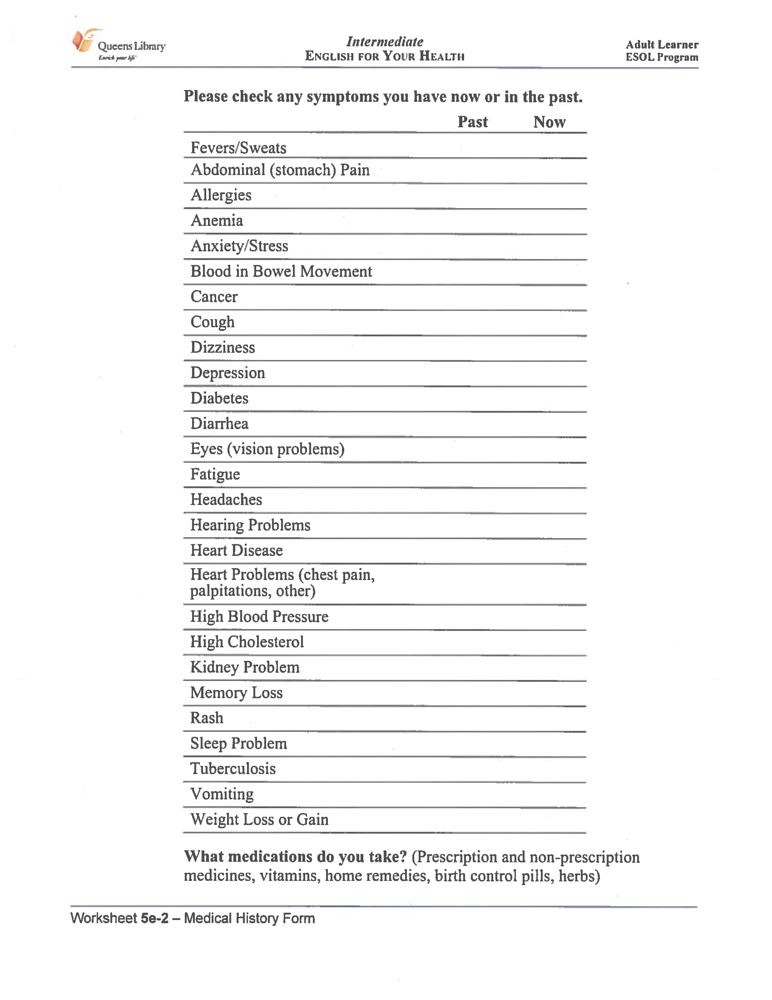 Queens Library
Enrich your life
Intermediate
ENGLISH FOR YOUR HEALTH
Adult Learner
ESOL Program
Please check any symptoms you have now or in the past.
Past Now
Fevers/Sweats
Abdominal (stomach) Pain
Allergies
Anemia
Anxiety/Stress
Blood in Bowel Movement
Cancer
Cough
Dizziness
Depression
Diabetes
Diarrhea
Eyes (vision problems)
Fatigue
Headaches
Hearing Problems
Heart Disease
Heart Problems (chest pain,
palpitations, other)
High Blood Pressure
High Cholesterol
Kidney Problem
Memory Loss
Rash
Sleep Problem
Tuberculosis
Vomiting
Weight Loss or Gain
What medications do you take? (Prescription and non-prescription
medicines, vitamins, home remedies, birth control pills, herbs)
Worksheet 5e-2 – Medical History Form